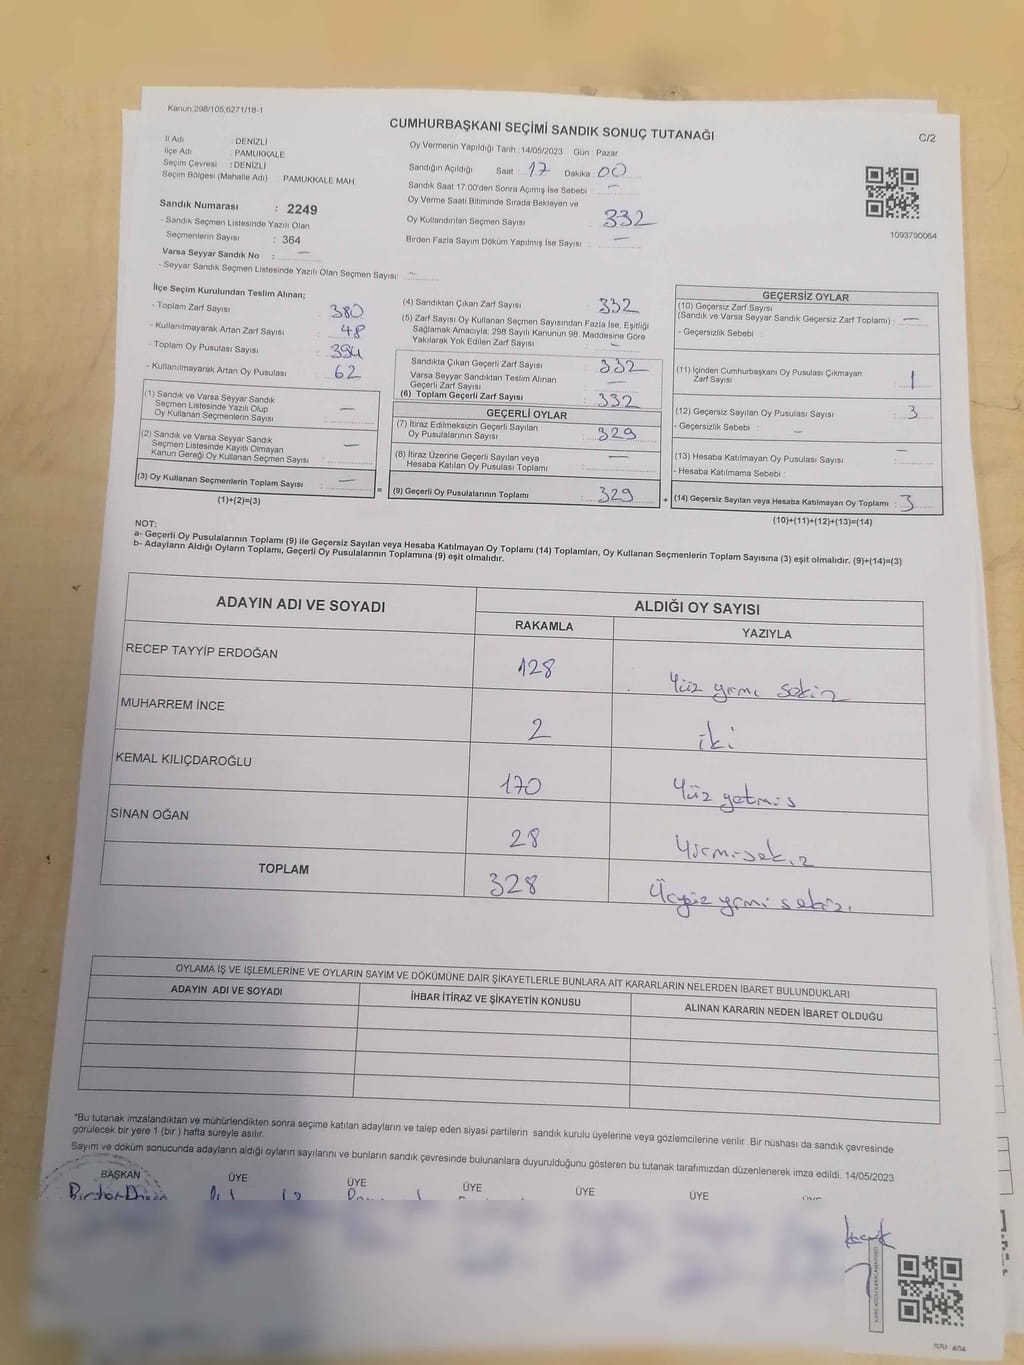 Kanun:298/105,6271/18-1
CUMHURBAŞKANI SEÇİMİ SANDIK SONUÇ TUTANAĞI
C/2
İl Adı : DENİZLİ
İlçe Adı : PAMUKKALE
Seçim Çevresi : DENİZLİ
Seçim Bölgesi (Mahalle Adı) : PAMUKKALE MAH.
Sandık Numarası : 2249
- Sandık Seçmen Listesinde Yazılı Olan
Seçmenlerin Sayısı : 364
Varsa Seyyar Sandık No : —
- Seyyar Sandık Seçmen Listesinde Yazılı Olan Seçmen Sayısı: —
Oy Vermenin Yapıldığı Tarih : 14/05/2023 Gün : Pazar
Sandığın Açıldığı Saat : 17 Dakika : 00
Sandık Saat 17.00'den Sonra Açımış İse Sebebi : —
Oy Verme Saati Bitiminde Sırada Bekleyen ve
Oy Kullandırılan Seçmen Sayısı : 332
Birden Fazla Sayım Döküm Yapılmış İse Sayısı : —
1093790064
İlçe Seçim Kurulundan Teslim Alınan;
- Toplam Zarf Sayısı : 380
- Kullanılmayarak Artan Zarf Sayısı : 48
- Toplam Oy Pusulası Sayısı : 394
- Kullanılmayarak Artan Oy Pusulası : 62
(1) Sandık ve Varsa Seyyar Sandık
Seçmen Listesinde Yazılı Olup
Oy Kullanan Seçmenlerin Sayısı : —
(2) Sandık ve Varsa Seyyar Sandık
Seçmen Listesinde Kayıtlı Olmayan
Kanun Gereği Oy Kullanan Seçmen Sayısı : —
(3) Oy Kullanan Seçmenlerin Toplam Sayısı : —
(1)+(2)=(3)
=
(4) Sandıktan Çıkan Zarf Sayısı : 332
(5) Zarf Sayısı Oy Kullanan Seçmen Sayısından Fazla İse, Eşitliği
Sağlamak Amacıyla; 298 Sayılı Kanunun 98. Maddesine Göre
Yakılarak Yok Edilen Zarf Sayısı : —
Sandıkta Çıkan Geçerli Zarf Sayısı : 332
Varsa Seyyar Sandıktan Teslim Alınan
Geçerli Zarf Sayısı : —
(6) Toplam Geçerli Zarf Sayısı : 332
GEÇERLİ OYLAR
(7) İtiraz Edilmeksizin Geçerli Sayılan
Oy Pusulalarının Sayısı : 329
(8) İtiraz Üzerine Geçerli Sayılan veya
Hesaba Katılan Oy Pusulası Toplamı : —
(9) Geçerli Oy Pusulalarının Toplamı : 329
+
GEÇERSİZ OYLAR
(10) Geçersiz Zarf Sayısı
(Sandık ve Varsa Seyyar Sandık Geçersiz Zarf Toplamı) : —
- Geçersizlik Sebebi :
(11) İçinden Cumhurbaşkanı Oy Pusulası Çıkmayan
Zarf Sayısı : 1
(12) Geçersiz Sayılan Oy Pusulası Sayısı : 3
- Geçersizlik Sebebi : —
(13) Hesaba Katılmayan Oy Pusulası Sayısı : —
- Hesaba Katılmama Sebebi :
(14) Geçersiz Sayılan veya Hesaba Katılmayan Oy Toplamı : 3
(10)+(11)+(12)+(13)=(14)
NOT:
a- Geçerli Oy Pusulalarının Toplamı (9) ile Geçersiz Sayılan veya Hesaba Katılmayan Oy Toplamı (14) Toplamları, Oy Kullanan Seçmenlerin Toplam Sayısına (3) eşit olmalıdır. (9)+(14)=(3)
b- Adayların Aldığı Oyların Toplamı, Geçerli Oy Pusulalarının Toplamına (9) eşit olmalıdır.
ADAYIN ADI VE SOYADI ALDIĞI OY SAYISI
RAKAMLA YAZIYLA
RECEP TAYYİP ERDOĞAN 128 Yüz yrmi sekiz
MUHARREM İNCE 2 iki
KEMAL KILIÇDAROĞLU 170 Yüz yetmiş
SİNAN OĞAN 28 Yirmi sekiz
TOPLAM 328 Üçyüz yrmi sekiz
OYLAMA İŞ VE İŞLEMLERİNE VE OYLARIN SAYIM VE DÖKÜMÜNE DAİR ŞİKAYETLERLE BUNLARA AİT KARARLARIN NELERDEN İBARET BULUNDUKLARI
ADAYIN ADI VE SOYADI İHBAR İTİRAZ VE ŞİKAYETİN KONUSU ALINAN KARARIN NEDEN İBARET OLDUĞU
*Bu tutanak imzalandıktan ve mühürlendikten sonra seçime katılan adayların ve talep eden siyasi partilerin sandık kurulu üyelerine veya gözlemcilerine verilir .Bir nüshası da sandık çevresinde
görülecek bir yere 1 (bir ) hafta süreyle asılır.
Sayım ve döküm sonucunda adayların aldığı oyların sayılarını ve bunların sandık çevresinde bulunanlara duyurulduğunu gösteren bu tutanak tarafımızdan düzenlenerek imza edildi. 14/05/2023
BAŞKAN ÜYE ÜYE ÜYE ÜYE ÜYE